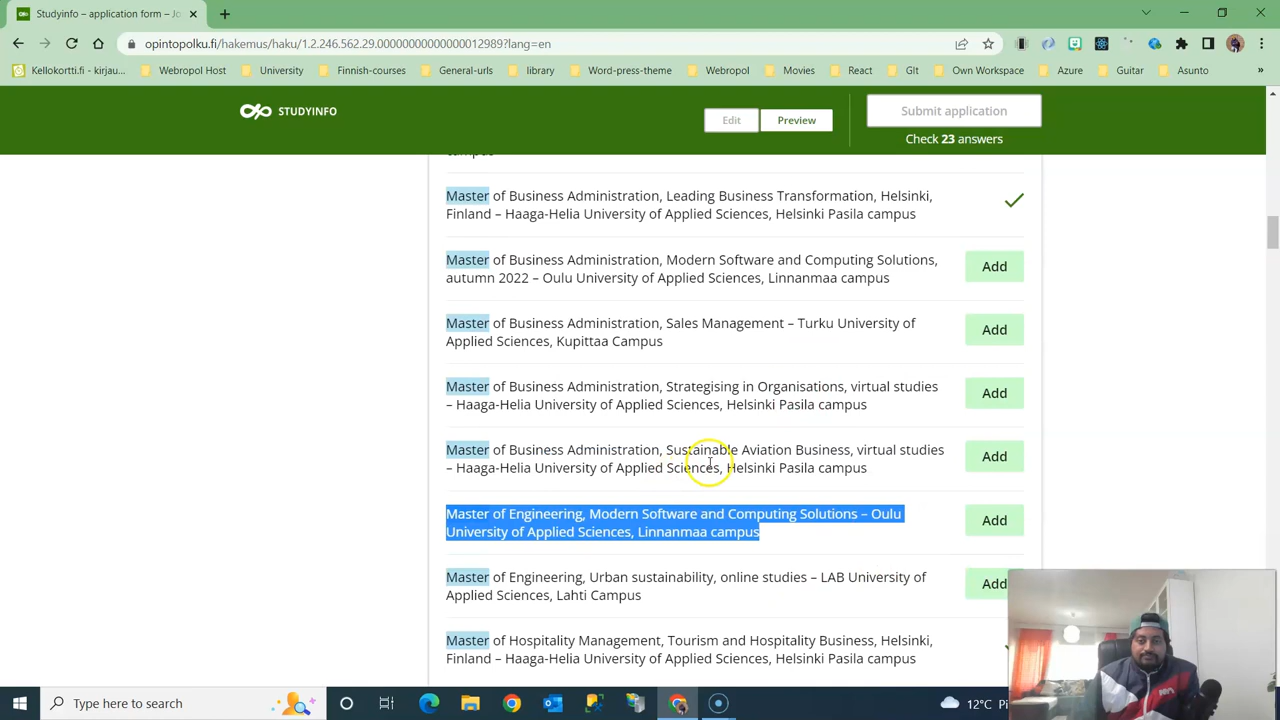 Studyinfo – application form - R
opintopolku.fi/hakemus/haku/1.2.246.562.29.00000000000000012989?lang=en
Kellokortti.fi - kirjau...
Webropol Host
University
Finnish-courses
General-urls
library
Word-press-theme
Webropol
Movies
React
GIt
Own Workspace
Azure
Guitar
Asunto
»
STUDYINFO
Edit
Preview
Submit application
Check 23 answers
Master of Business Administration, Leading Business Transformation, Helsinki,
Finland – Haaga-Helia University of Applied Sciences, Helsinki Pasila campus
Master of Business Administration, Modern Software and Computing Solutions,
autumn 2022 – Oulu University of Applied Sciences, Linnanmaa campus
Add
Master of Business Administration, Sales Management – Turku University of
Applied Sciences, Kupittaa Campus
Add
Master of Business Administration, Strategising in Organisations, virtual studies
– Haaga-Helia University of Applied Sciences, Helsinki Pasila campus
Add
Master of Business Administration, Sustainable Aviation Business, virtual studies
– Haaga-Helia University of Applied Sciences, Helsinki Pasila campus
Add
Master of Engineering, Modern Software and Computing Solutions – Oulu
University of Applied Sciences, Linnanmaa campus
Add
Master of Engineering, Urban sustainability, online studies – LAB University of
Applied Sciences, Lahti Campus
Add
Master of Hospitality Management, Tourism and Hospitality Business, Helsinki,
Finland – Haaga-Helia University of Applied Sciences, Helsinki Pasila campus
Type here to search
12°C